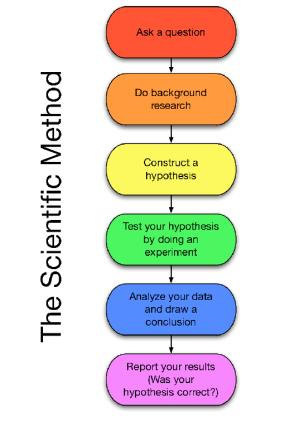 The Scientific Method
Ask a question
Do background
research
Construct a
hypothesis
Test your hypothesis
by doing an
experiment
Analyze your data
and draw a
conclusion
Report your results
(Was your
hypothesis correct?)